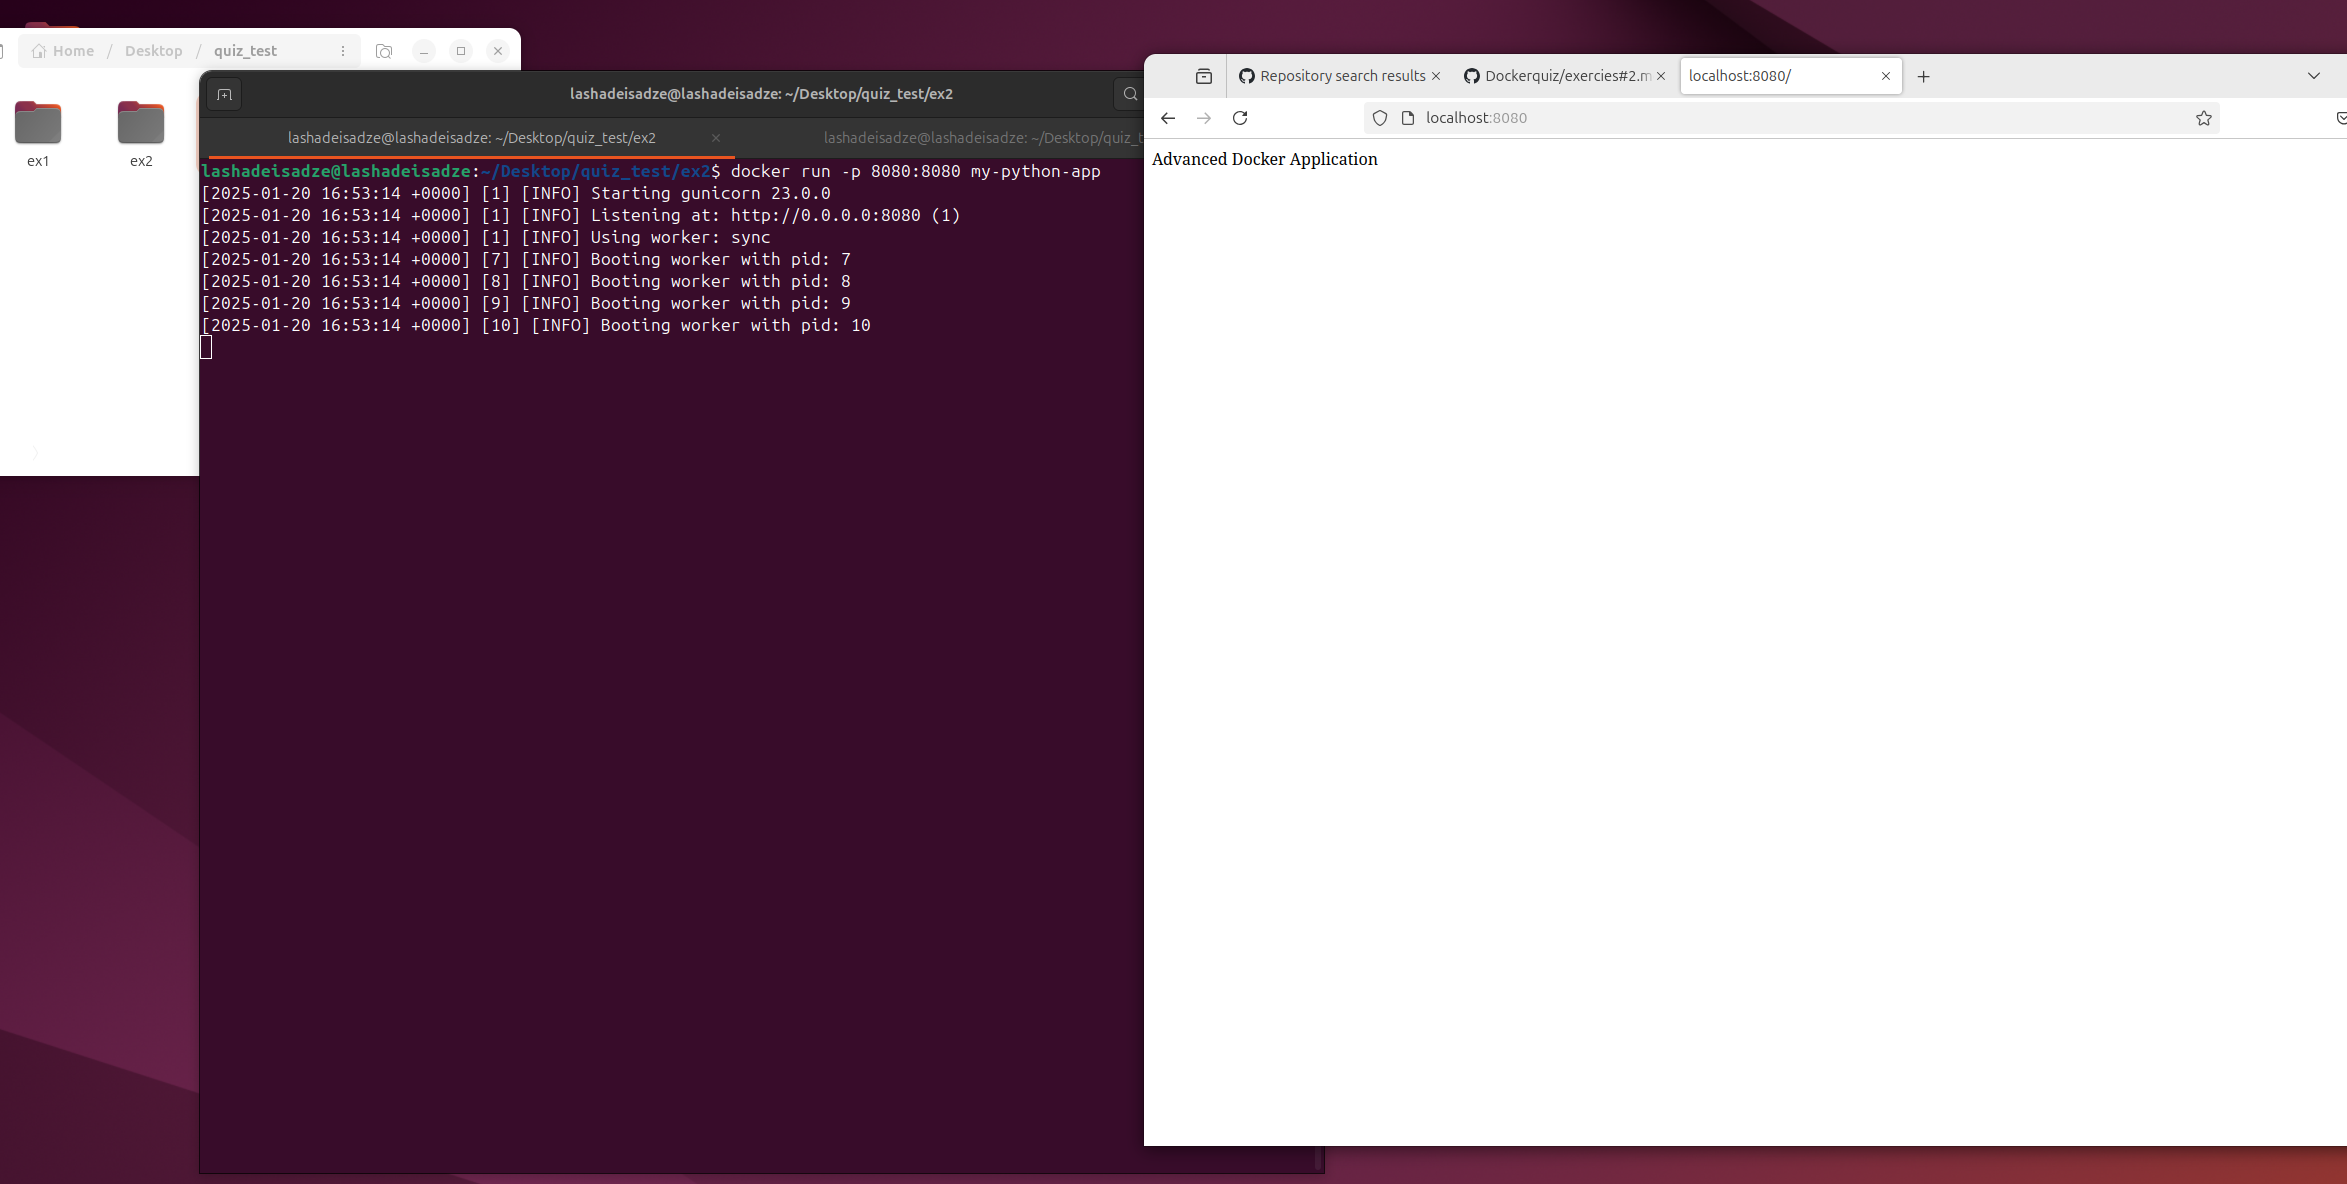 Home / Desktop / quiz_test
ex1
ex2
lashadeisadze@lashadeisadze: ~/Desktop/quiz_test/ex2
lashadeisadze@lashadeisadze: ~/Desktop/quiz_test/ex2
lashadeisadze@lashadeisadze: ~/Desktop/quiz_t
lashadeisadze@lashadeisadze:~/Desktop/quiz_test/ex2$ docker run -p 8080:8080 my-python-app
[2025-01-20 16:53:14 +0000] [1] [INFO] Starting gunicorn 23.0.0
[2025-01-20 16:53:14 +0000] [1] [INFO] Listening at: http://0.0.0.0:8080 (1)
[2025-01-20 16:53:14 +0000] [1] [INFO] Using worker: sync
[2025-01-20 16:53:14 +0000] [7] [INFO] Booting worker with pid: 7
[2025-01-20 16:53:14 +0000] [8] [INFO] Booting worker with pid: 8
[2025-01-20 16:53:14 +0000] [9] [INFO] Booting worker with pid: 9
[2025-01-20 16:53:14 +0000] [10] [INFO] Booting worker with pid: 10
Repository search results
Dockerquiz/exercies#2.m
localhost:8080/
localhost:8080
Advanced Docker Application